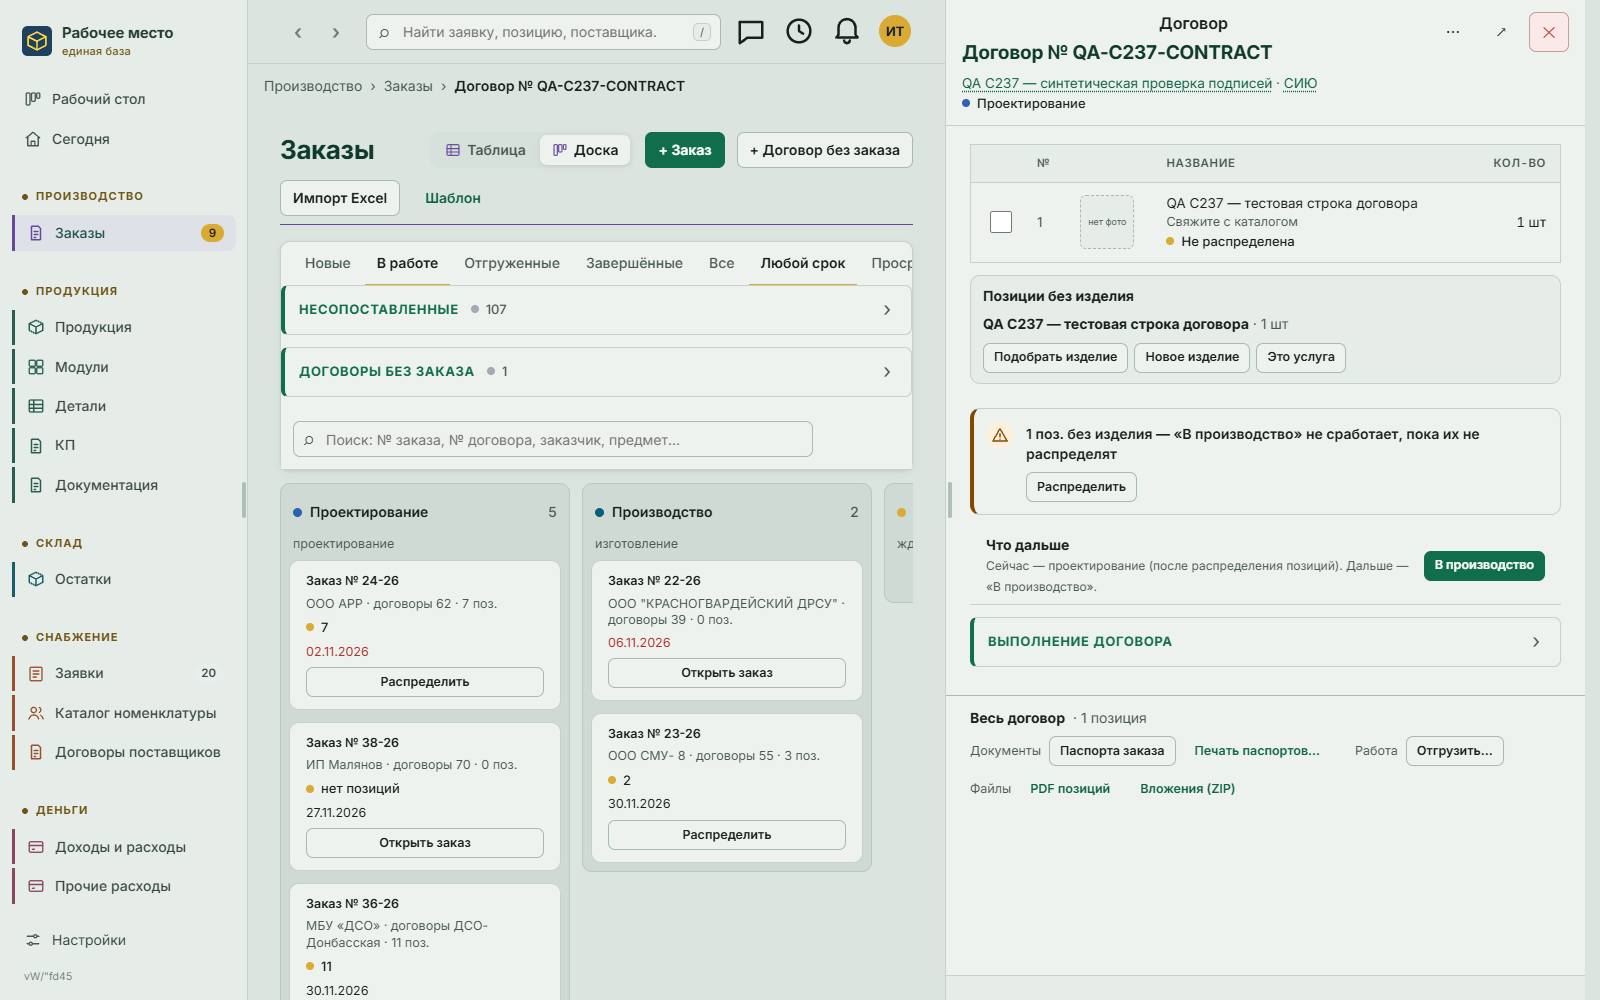 Рабочее место
единая база
Рабочий стол
Сегодня
ПРОИЗВОДСТВО
Заказы 9
ПРОДУКЦИЯ
Продукция
Модули
Детали
КП
Документация
СКЛАД
Остатки
СНАБЖЕНИЕ
Заявки 20
Каталог номенклатуры
Договоры поставщиков
ДЕНЬГИ
Доходы и расходы
Прочие расходы
Настройки
vW/"fd45
Найти заявку, позицию, поставщика. /
ИТ
Производство › Заказы › Договор № QA-C237-CONTRACT
Заказы
Таблица Доска
+ Заказ
+ Договор без заказа
Импорт Excel
Шаблон
Новые В работе Отгруженные Завершённые Все Любой срок Проср
НЕСОПОСТАВЛЕННЫЕ 107
ДОГОВОРЫ БЕЗ ЗАКАЗА 1
Поиск: № заказа, № договора, заказчик, предмет...
Проектирование 5
проектирование
Заказ № 24-26
ООО АРР · договоры 62 · 7 поз.
7
02.11.2026
Распределить
Заказ № 38-26
ИП Малянов · договоры 70 · 0 поз.
нет позиций
27.11.2026
Открыть заказ
Заказ № 36-26
МБУ «ДСО» · договоры ДСО-
Донбасская · 11 поз.
11
30.11.2026
Производство 2
изготовление
Заказ № 22-26
ООО "КРАСНОГВАРДЕЙСКИЙ ДРСУ" ·
договоры 39 · 0 поз.
06.11.2026
Открыть заказ
Заказ № 23-26
ООО СМУ- 8 · договоры 55 · 3 поз.
2
30.11.2026
Распределить
жд
Договор
Договор № QA-C237-CONTRACT
QA C237 — синтетическая проверка подписей · СИЮ
Проектирование
№ НАЗВАНИЕ КОЛ-ВО
1 нет фото QA C237 — тестовая строка договора 1 шт
Свяжите с каталогом
Не распределена
Позиции без изделия
QA C237 — тестовая строка договора · 1 шт
Подобрать изделие Новое изделие Это услуга
1 поз. без изделия — «В производство» не сработает, пока их не
распределят
Распределить
Что дальше
Сейчас — проектирование (после распределения позиций). Дальше —
«В производство».
В производство
ВЫПОЛНЕНИЕ ДОГОВОРА
Весь договор · 1 позиция
Документы Паспорта заказа Печать паспортов... Работа Отгрузить...
Файлы PDF позиций Вложения (ZIP)